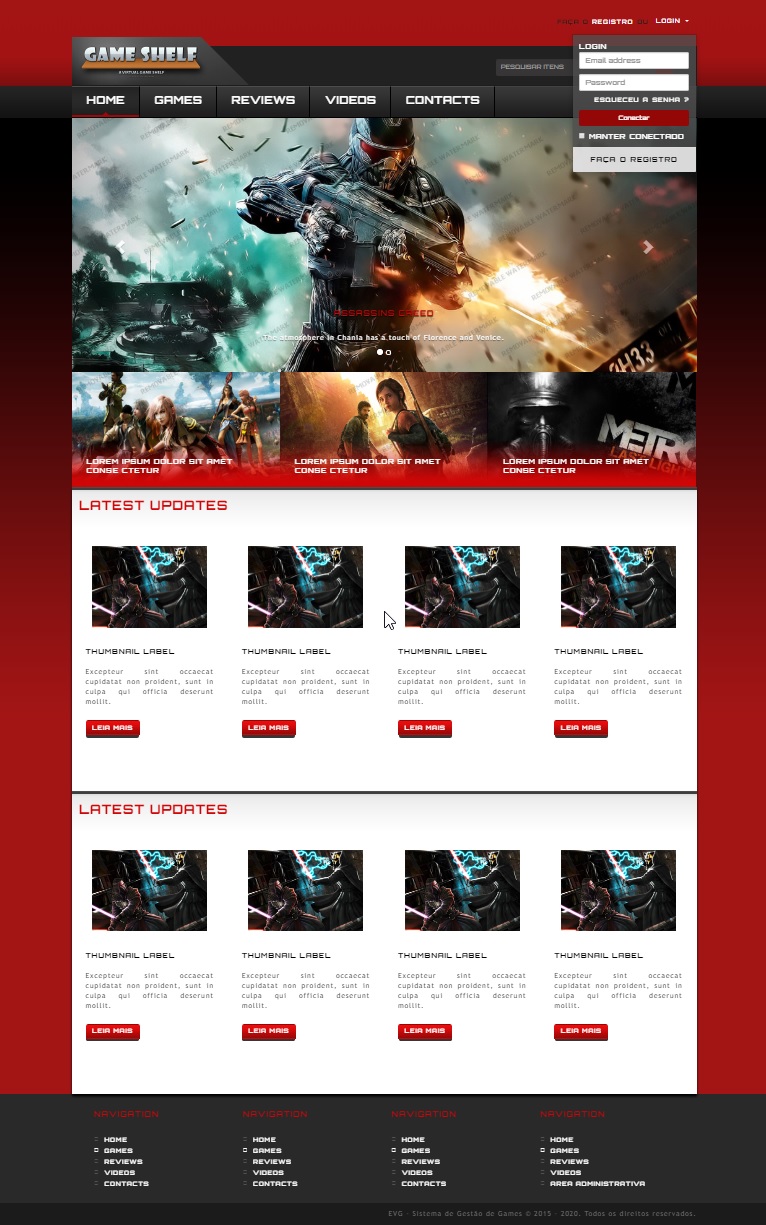 FAÇA O REGISTRO OU LOGIN
GAME SHELF
A VIRTUAL GAME SHELF
PESQUISAR ITENS
LOGIN
Email address
Password
ESQUECEU A SENHA ?
Conectar
MANTER CONECTADO
FAÇA O REGISTRO
HOME GAMES REVIEWS VIDEOS CONTACTS
REMOVABLE WATERMARK
ASSASSINS CREED
The atmosphere in Chania has a touch of Florence and Venice.
LOREM IPSUM DOLOR SIT AMET
CONSE CTETUR
LOREM IPSUM DOLOR SIT AMET
CONSE CTETUR
METRO
LAST LIGHT
LOREM IPSUM DOLOR SIT AMET
CONSE CTETUR
LATEST UPDATES
THUMBNAIL LABEL
Excepteur sint occaecat
cupidatat non proident, sunt in
culpa qui officia deserunt
mollit.
LEIA MAIS
THUMBNAIL LABEL
Excepteur sint occaecat
cupidatat non proident, sunt in
culpa qui officia deserunt
mollit.
LEIA MAIS
THUMBNAIL LABEL
Excepteur sint occaecat
cupidatat non proident, sunt in
culpa qui officia deserunt
mollit.
LEIA MAIS
THUMBNAIL LABEL
Excepteur sint occaecat
cupidatat non proident, sunt in
culpa qui officia deserunt
mollit.
LEIA MAIS
LATEST UPDATES
THUMBNAIL LABEL
Excepteur sint occaecat
cupidatat non proident, sunt in
culpa qui officia deserunt
mollit.
LEIA MAIS
THUMBNAIL LABEL
Excepteur sint occaecat
cupidatat non proident, sunt in
culpa qui officia deserunt
mollit.
LEIA MAIS
THUMBNAIL LABEL
Excepteur sint occaecat
cupidatat non proident, sunt in
culpa qui officia deserunt
mollit.
LEIA MAIS
THUMBNAIL LABEL
Excepteur sint occaecat
cupidatat non proident, sunt in
culpa qui officia deserunt
mollit.
LEIA MAIS
NAVIGATION
HOME
GAMES
REVIEWS
VIDEOS
CONTACTS
NAVIGATION
HOME
GAMES
REVIEWS
VIDEOS
CONTACTS
NAVIGATION
HOME
GAMES
REVIEWS
VIDEOS
CONTACTS
NAVIGATION
HOME
GAMES
REVIEWS
VIDEOS
AREA ADMINISTRATIVA
EVG - Sistema de Gestão de Games © 2015 - 2020. Todos os direitos reservados.